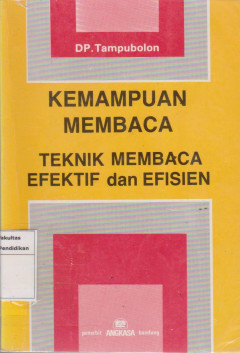 DP. Tampubolon
KEMAMPUAN
MEMBACA
TEKNIK MEMBACA
EFEKTIF dan EFISIEN
Fakultas
Pendidikan
penerbit ANGKASA bandung